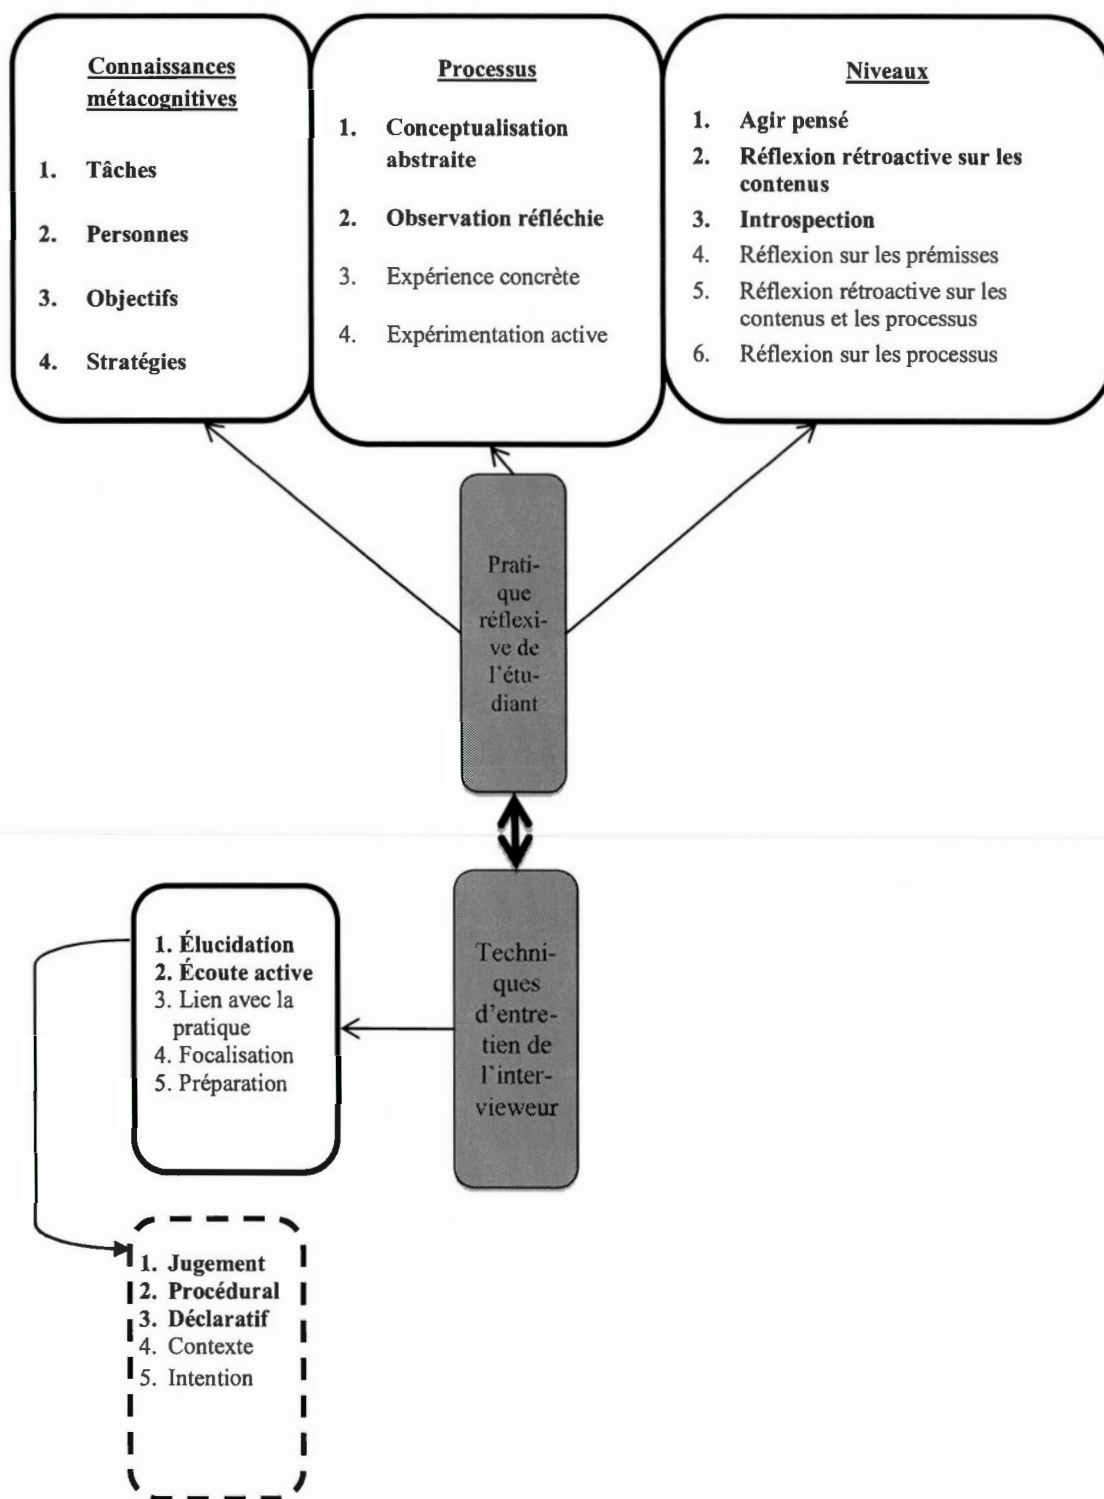 Connaissances
métacognitives
1. Tâches
2. Personnes
3. Objectifs
4. Stratégies
Processus
1. Conceptualisation
abstraite
2. Observation réfléchie
3. Expérience concrète
4. Expérimentation active
Niveaux
1. Agir pensé
2. Réflexion rétroactive sur les
contenus
3. Introspection
4. Réflexion sur les prémisses
5. Réflexion rétroactive sur les
contenus et les processus
6. Réflexion sur les processus
Prati-
que
réflexi-
ve de
l'étu-
diant
1. Élucidation
2. Écoute active
3. Lien avec la
pratique
4. Focalisation
5. Préparation
Techni-
ques
d'entre-
tien de
l'inter-
vieweur
1. Jugement
2. Procédural
3. Déclaratif
4. Contexte
5. Intention